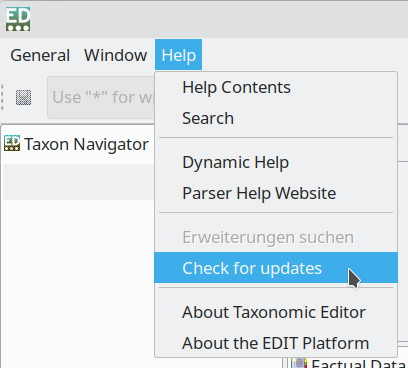 ED
General Window Help
Use "*" for wi
Help Contents
Search
Taxon Navigator
Dynamic Help
Parser Help Website
Erweiterungen suchen
Check for updates
About Taxonomic Editor
About the EDIT Platform
Factual Data